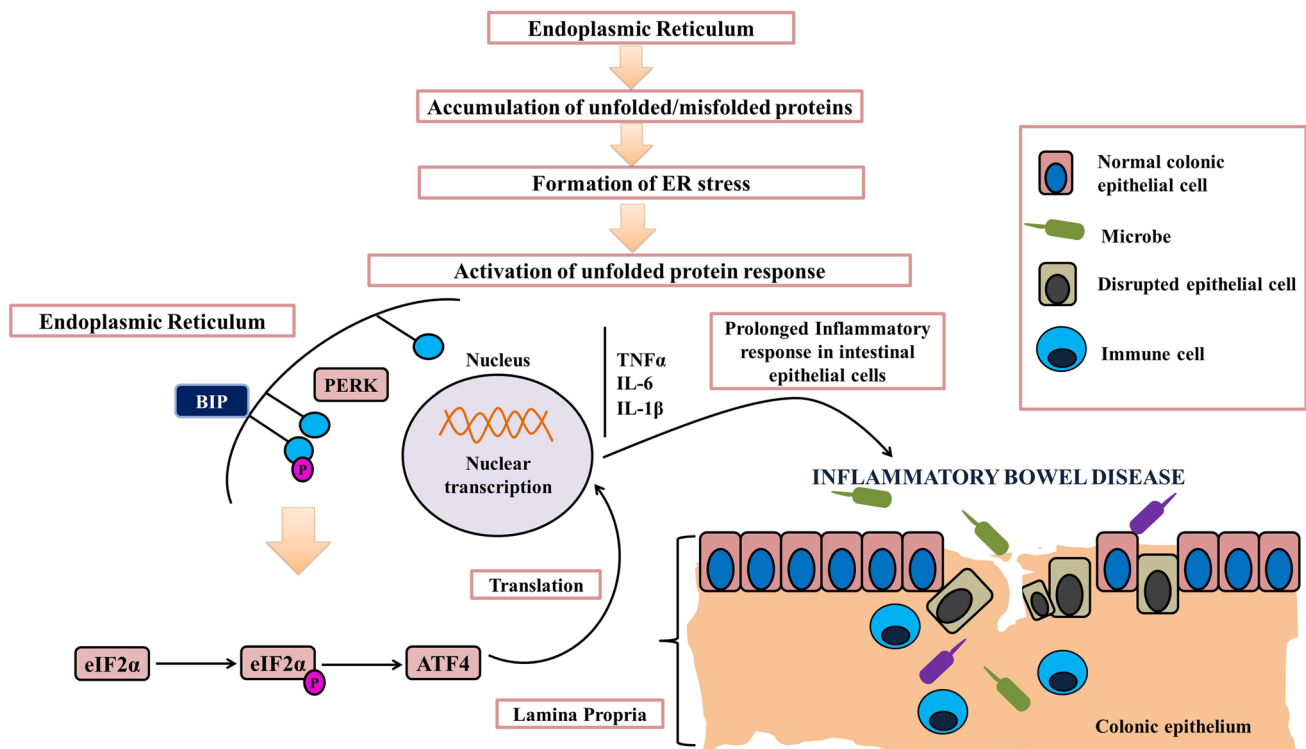 Endoplasmic Reticulum
Accumulation of unfolded/misfolded proteins
Formation of ER stress
Activation of unfolded protein response
Endoplasmic Reticulum
BIP
PERK
P
Nucleus
Nuclear
transcription
TNFα
IL-6
IL-1β
Prolonged Inflammatory
response in intestinal
epithelial cells
Normal colonic
epithelial cell
Microbe
Disrupted epithelial cell
Immune cell
INFLAMMATORY BOWEL DISEASE
Translation
eIF2α
eIF2α
P
ATF4
Lamina Propria
Colonic epithelium